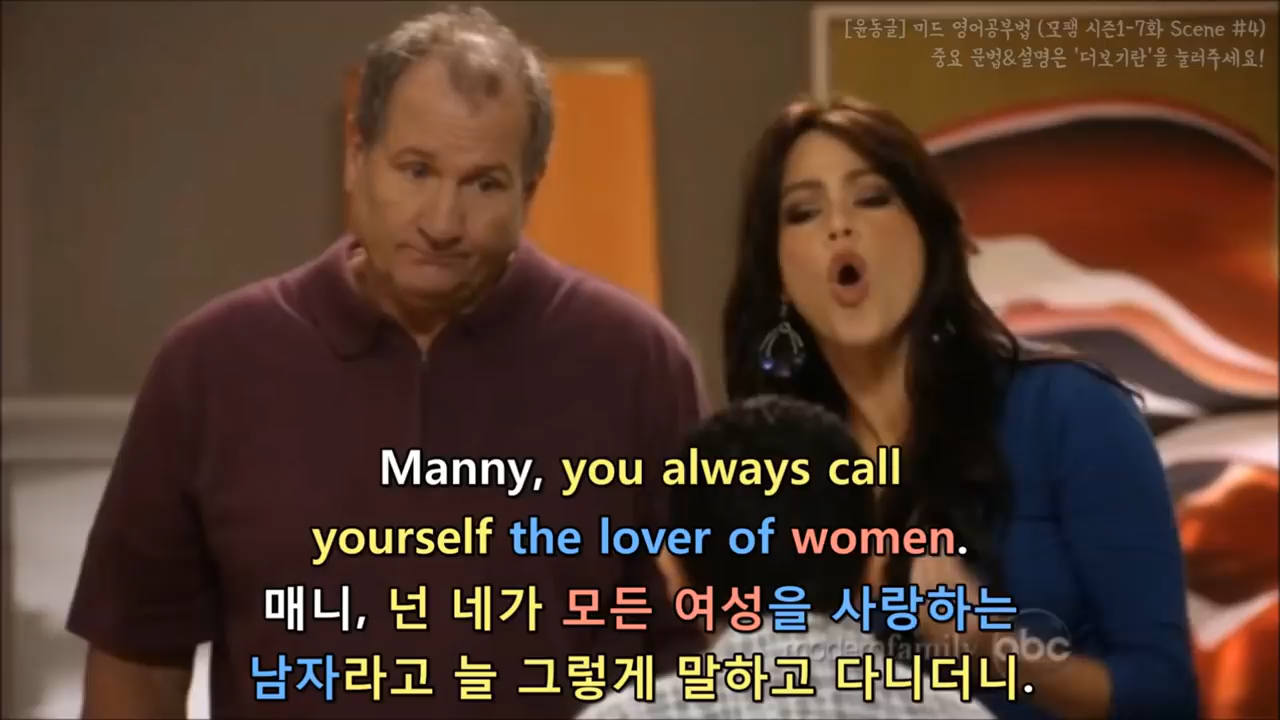 [윤동글] 미드 영어공부법 (모팸 시즌1-7화 Scene #4)
중요 문법&설명은 '더보기란'을 눌러주세요!
Manny, you always call
yourself the lover of women.
매니, 넌 네가 모든 여성을 사랑하는
modern family abc
남자라고 늘 그렇게 말하고 다니더니.